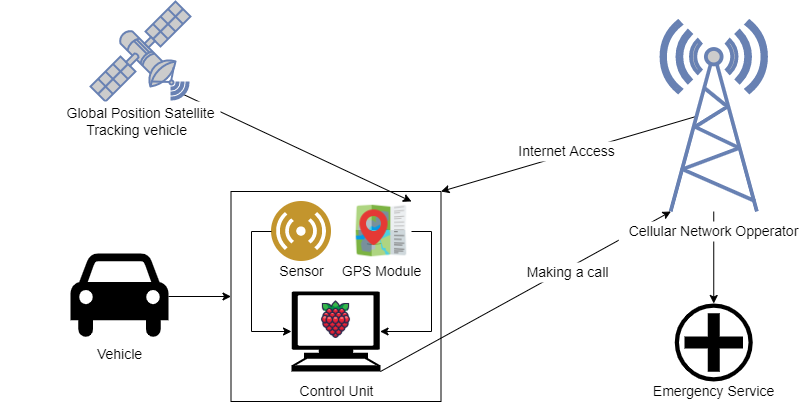 Global Position Satellite
Tracking vehicle
Internet Access
Sensor
GPS Module
Cellular Network Opperator
Making a call
Vehicle
Control Unit
Emergency Service